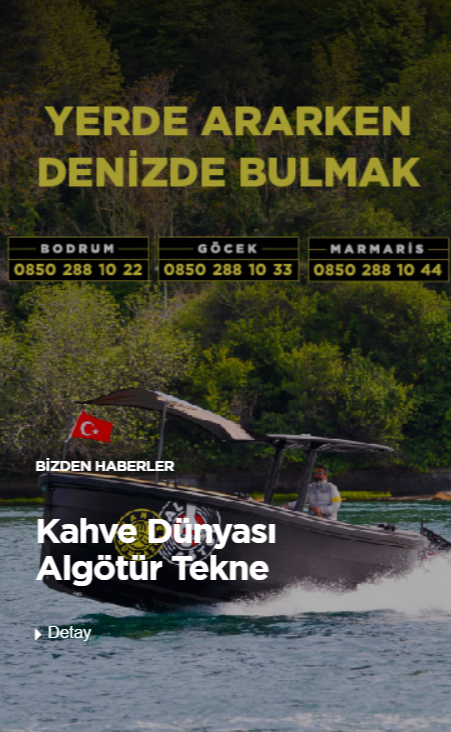 YERDE ARARKEN
DENİZDE BULMAK
BODRUM
0850 288 10 22
GÖCEK
0850 288 10 33
MARMARİS
0850 288 10 44
BİZDEN HABERLER
Kahve Dünyası
Algötür Tekne
Detay